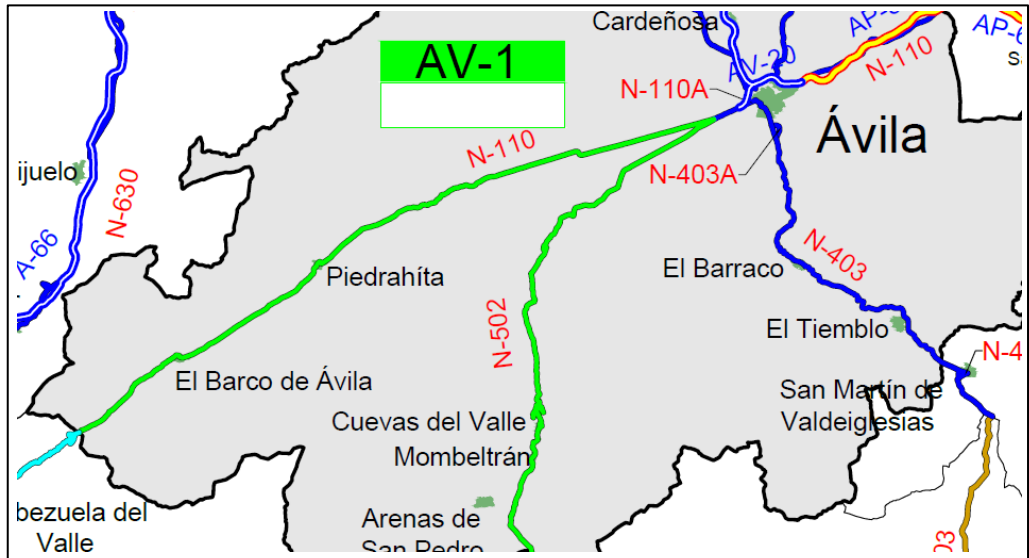 Cardeñosa
AP-6
AV-1
AV-20
N-110
N-110A
Ávila
N-110
ijuelo
N-403A
N-630
A-66
N-403
El Barraco
Piedrahíta
N-502
El Tiemblo
N-4
El Barco de Ávila
San Martín de
Valdeiglesias
Cuevas del Valle
Mombeltrán
bezuela del
Valle
Arenas de
San Pedro
03